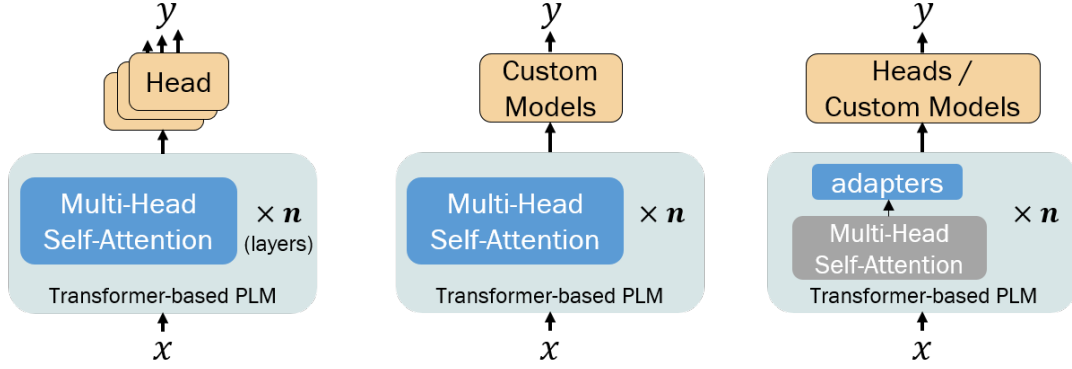 y
Head
Multi-Head
Self-Attention
× n
(layers)
Transformer-based PLM
x
y
Custom
Models
Multi-Head
Self-Attention
× n
Transformer-based PLM
x
y
Heads /
Custom Models
adapters
Multi-Head
Self-Attention
× n
Transformer-based PLM
x